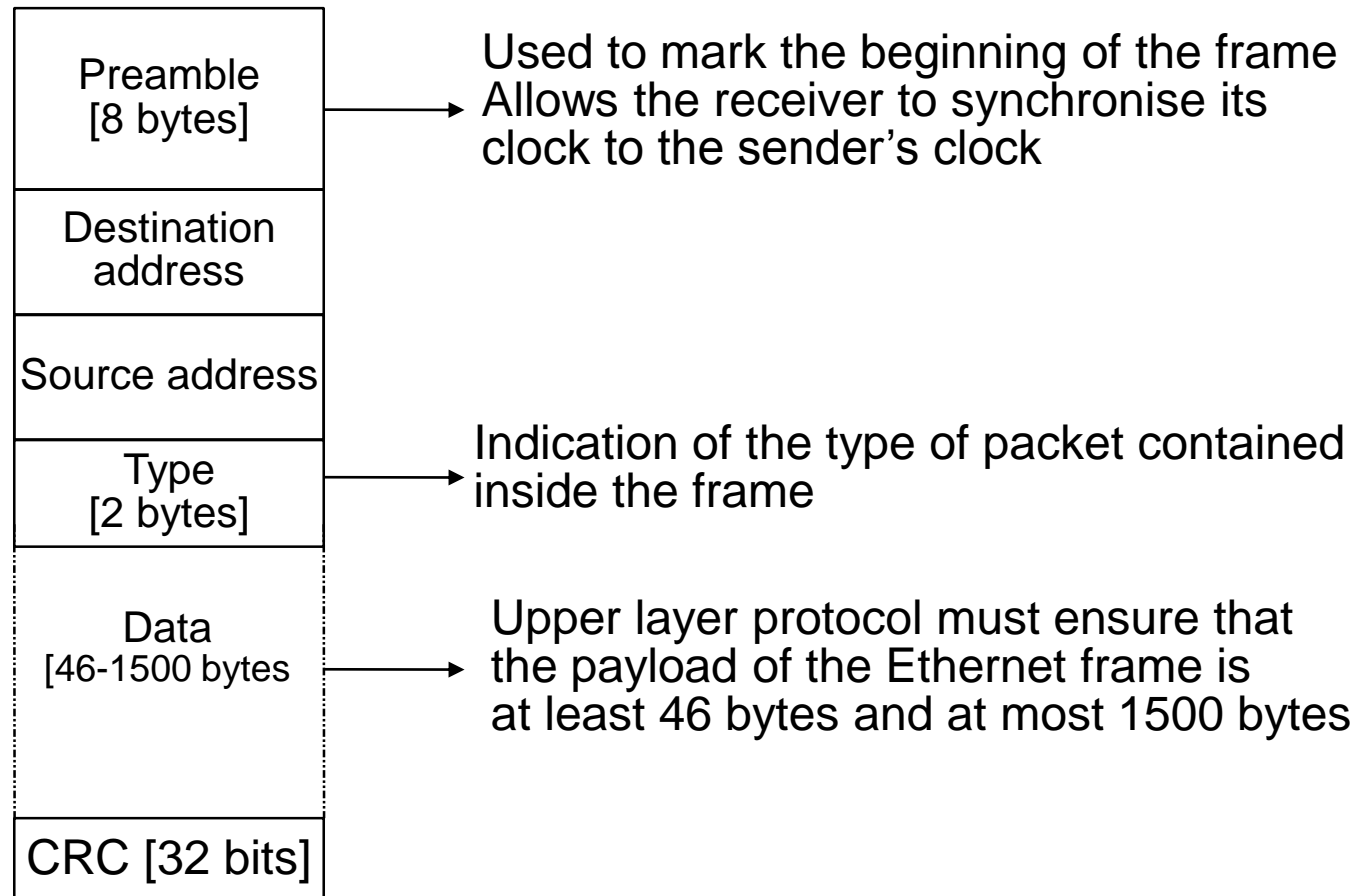 Preamble
[8 bytes]
Used to mark the beginning of the frame
Allows the receiver to synchronise its
clock to the sender’s clock
Destination
address
Source address
Type
[2 bytes]
Indication of the type of packet contained
inside the frame
Data
[46-1500 bytes
Upper layer protocol must ensure that
the payload of the Ethernet frame is
at least 46 bytes and at most 1500 bytes
CRC [32 bits]